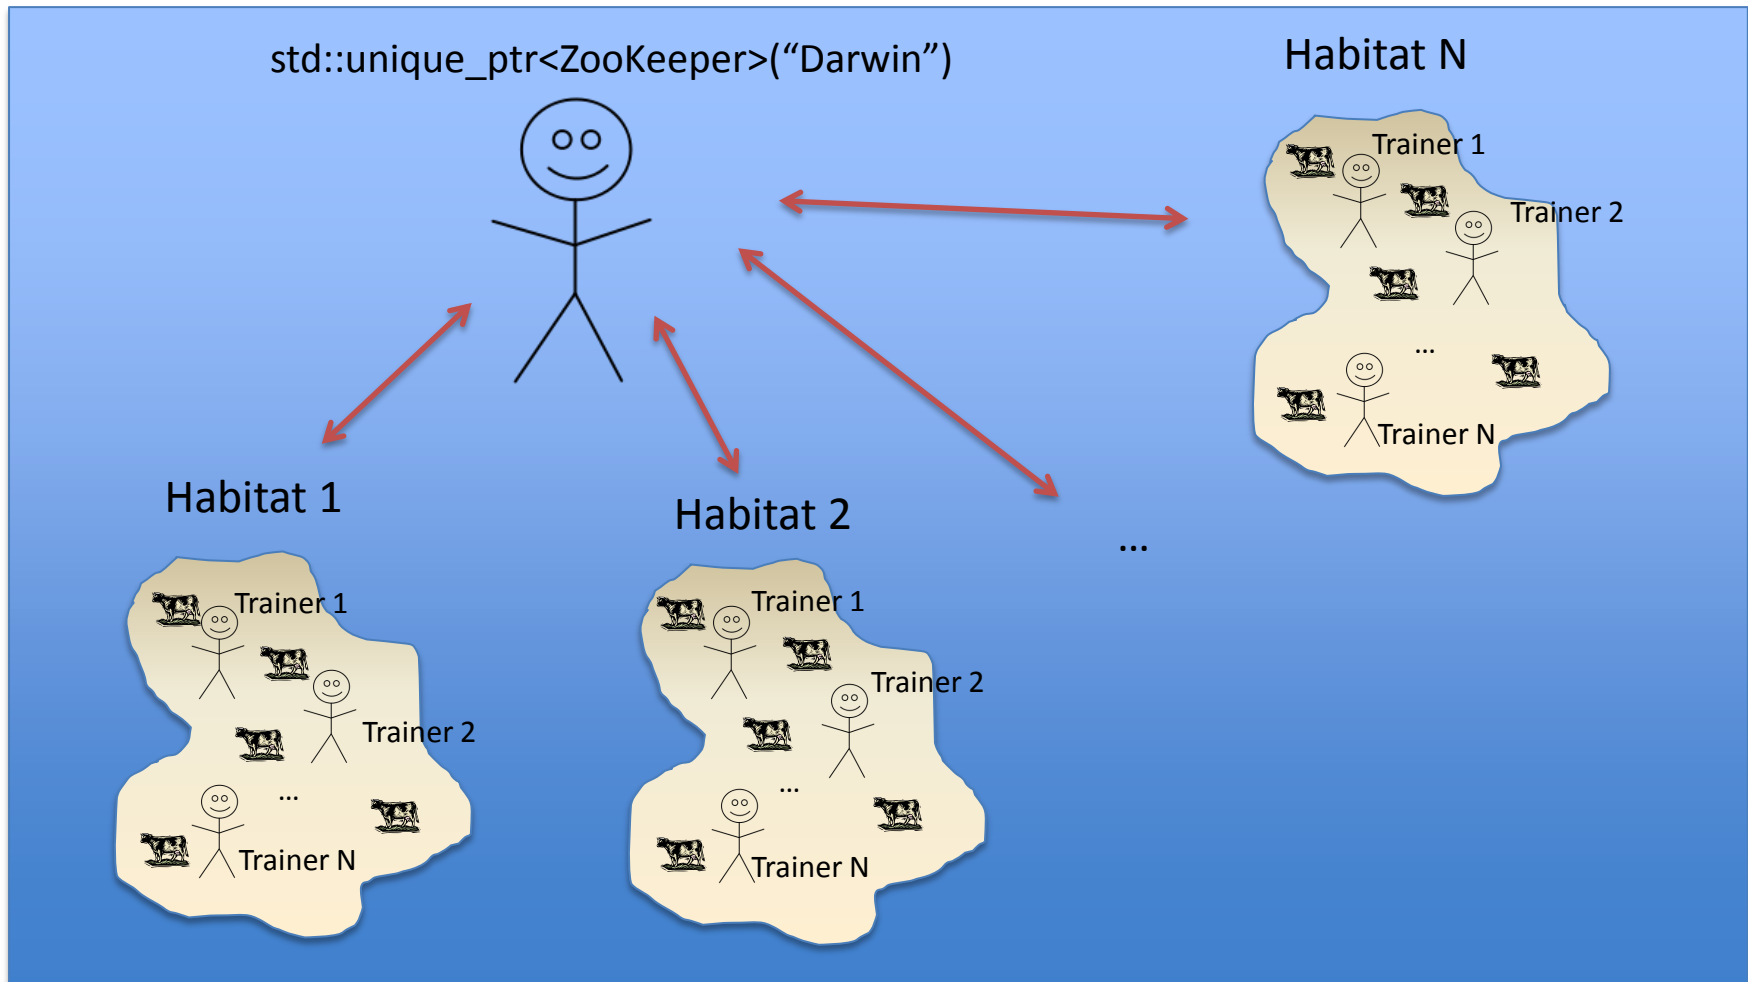 std::unique_ptr<ZooKeeper>(“Darwin”)
Habitat N
Trainer 1
Trainer 2
...
Trainer N
Habitat 1
Trainer 1
Trainer 2
...
Trainer N
Habitat 2
Trainer 1
Trainer 2
...
Trainer N
...